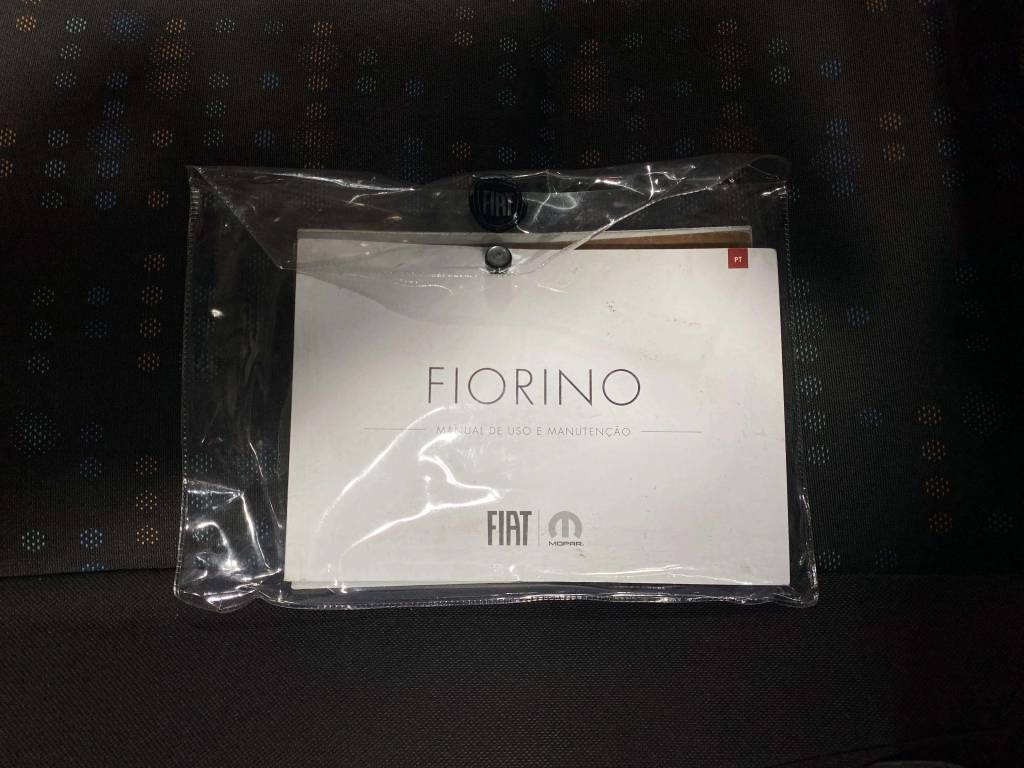 FIAT
PT
FIORINO
MANUAL DE USO E MANUTENÇÃO
FIAT
MOPAR